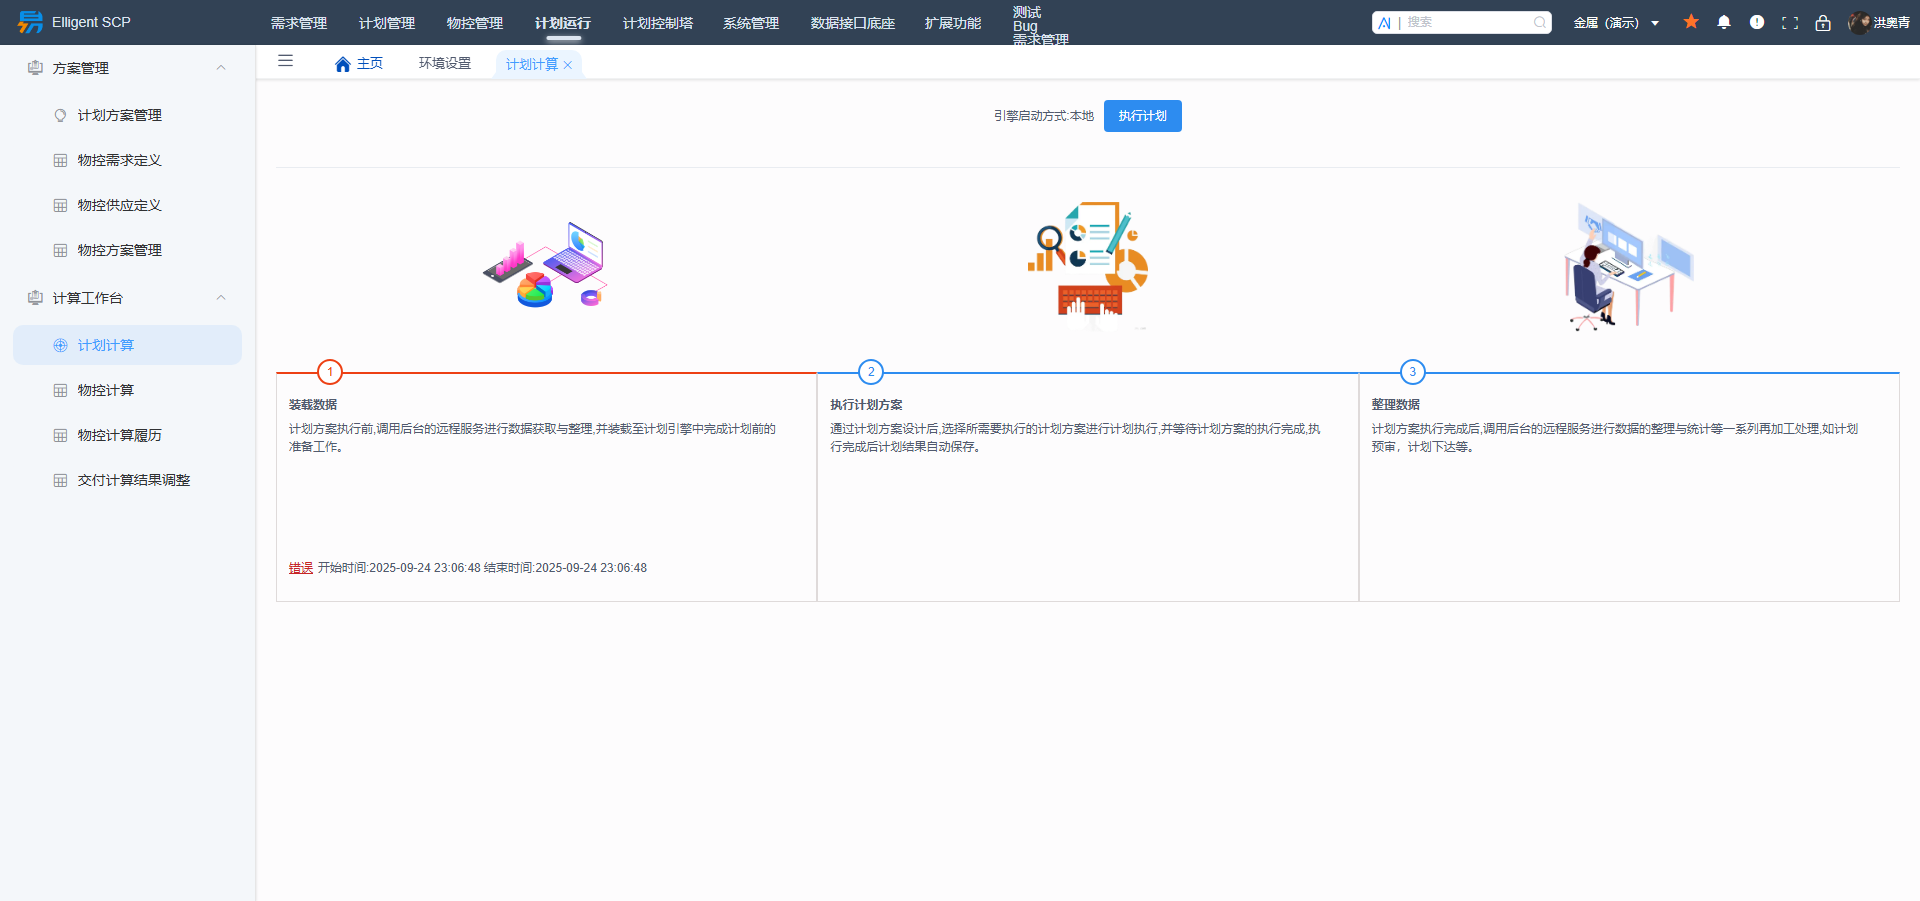 Elligent SCP
需求管理
计划管理
物控管理
计划运行
计划控制塔
系统管理
数据接口底座
扩展功能
测试
Bug
需求管理
AI | 搜索
金属（演示）
洪奥青
方案管理
计划方案管理
物控需求定义
物控供应定义
物控方案管理
计算工作台
计划计算
物控计算
物控计算履历
交付计算结果调整
主页
环境设置
计划计算
引擎启动方式:本地
执行计划
1
装载数据
计划方案执行前,调用后台的远程服务进行数据获取与整理,并装载至计划引擎中完成计划前的
准备工作。
错误 开始时间:2025-09-24 23:06:48 结束时间:2025-09-24 23:06:48
2
执行计划方案
通过计划方案设计后,选择所需要执行的计划方案进行计划执行,并等待计划方案的执行完成,执
行完成后计划结果自动保存。
3
整理数据
计划方案执行完成后,调用后台的远程服务进行数据的整理与统计等一系列再加工处理,如计划
预审，计划下达等。